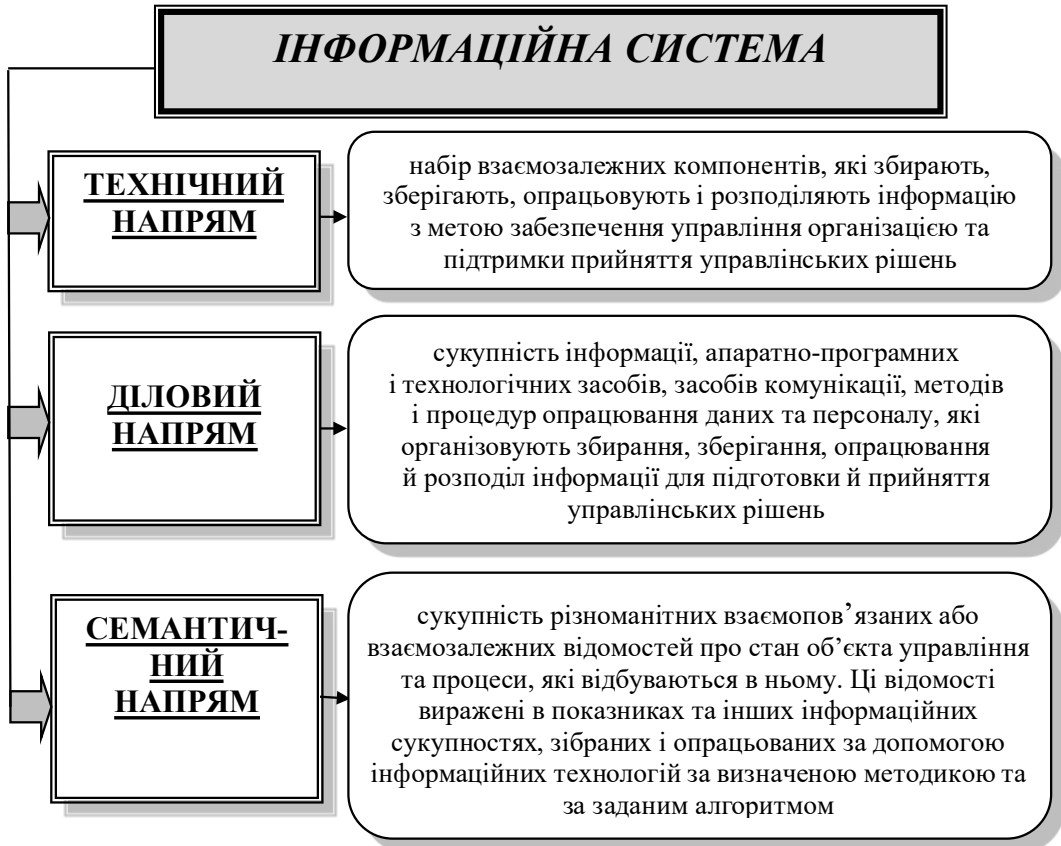 ІНФОРМАЦІЙНА СИСТЕМА
ТЕХНІЧНИЙ
НАПРЯМ
набір взаємозалежних компонентів, які збирають,
зберігають, опрацьовують і розподіляють інформацію
з метою забезпечення управління організацією та
підтримки прийняття управлінських рішень
ДІЛОВИЙ
НАПРЯМ
сукупність інформації, апаратно-програмних
і технологічних засобів, засобів комунікації, методів
і процедур опрацювання даних та персоналу, які
організовують збирання, зберігання, опрацювання
й розподіл інформації для підготовки й прийняття
управлінських рішень
СЕМАНТИЧ-
НИЙ
НАПРЯМ
сукупність різноманітних взаємопов’язаних або
взаємозалежних відомостей про стан об’єкта управління
та процеси, які відбуваються в ньому. Ці відомості
виражені в показниках та інших інформаційних
сукупностях, зібраних і опрацьованих за допомогою
інформаційних технологій за визначеною методикою та
за заданим алгоритмом